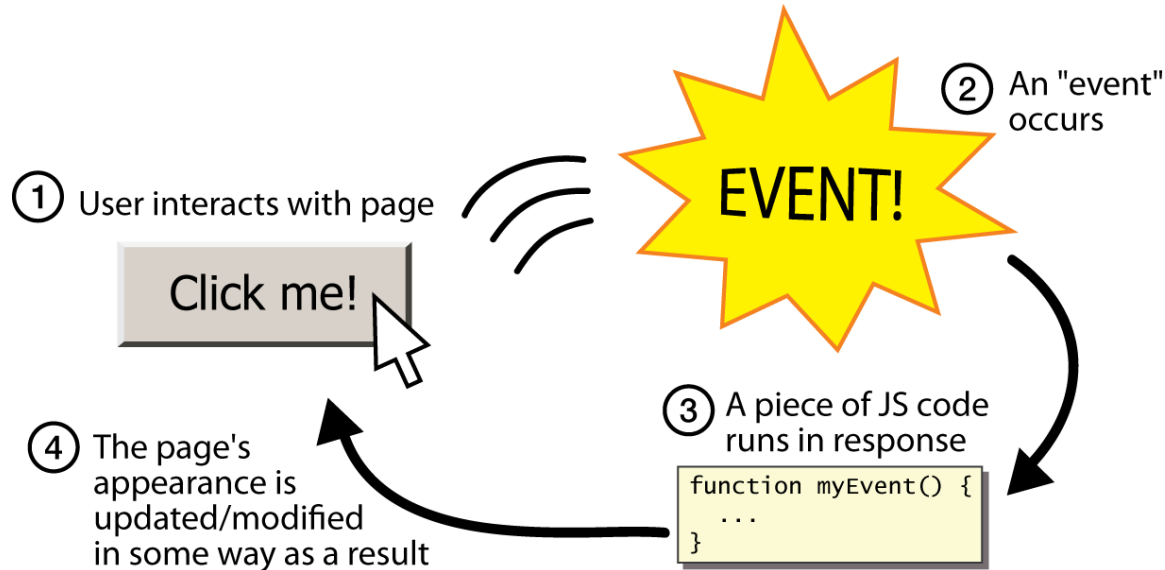 1 User interacts with page
Click me!
EVENT!
2 An "event"
occurs
3 A piece of JS code
runs in response
function myEvent() {
...
}
4 The page's
appearance is
updated/modified
in some way as a result